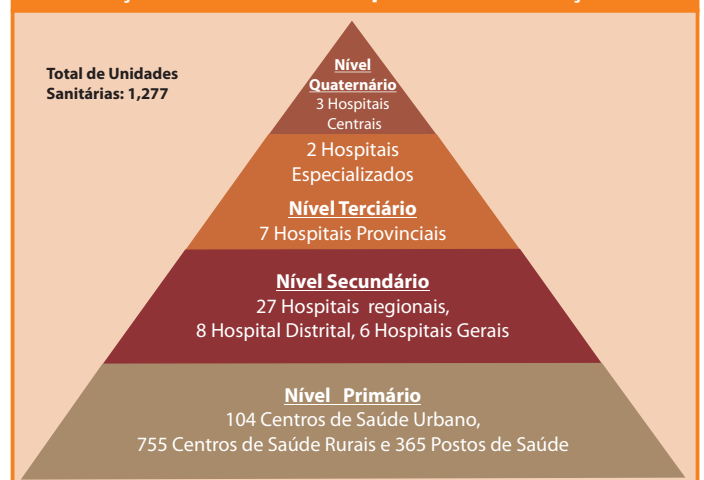 Total de Unidades
Sanitárias: 1,277
Nível
Quaternário
3 Hospitais
Centrais
2 Hospitais
Especializados
Nível Terciário
7 Hospitais Provinciais
Nível Secundário
27 Hospitais regionais,
8 Hospital Distrital, 6 Hospitais Gerais
Nível Primário
104 Centros de Saúde Urbano,
755 Centros de Saúde Rurais e 365 Postos de Saúde